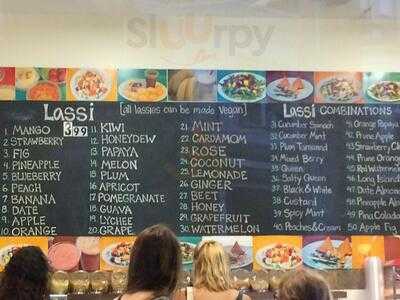 SlUUrpy
Lassi
3.99
[all lassies can be made Vegan]
Lassi COMBINATIONS
1. MANGO
2. STRAWBERRY
3. FIG
4. PINEAPPLE
5. BLUEBERRY
6. PEACH
7. BANANA
8. DATE
9. APPLE
10. ORANGE
11. KIWI
12. HONEYDEW
13. PAPAYA
14. MELON
15. PLUM
16. APRICOT
17. POMEGRANATE
18. GUAVA
19. LYCHEE
20. GRAPE
21. MINT
22. CARDAMOM
23. ROSE
24. COCONUT
25. LEMONADE
26. GINGER
27. BEET
28. HONEY
29. GRAPEFRUIT
30. WATERMELON
31. Cucumber Spinach
32. Cucumber Mint
33. Plum Tamarind
34. Mixed Berry
35. Queen
36. Salty Queen
37. Black & White
38. Custard
39. Spicy Mint
40. Peaches & Cream
41. Pumpkin
42. Orange Papaya
43. Prune Apple
44. Prune Orange
45. Red Watermelon
46. Long Island
47. Date Almond
48. Pineapple Almond
49. Pina Colada
50. Coffee